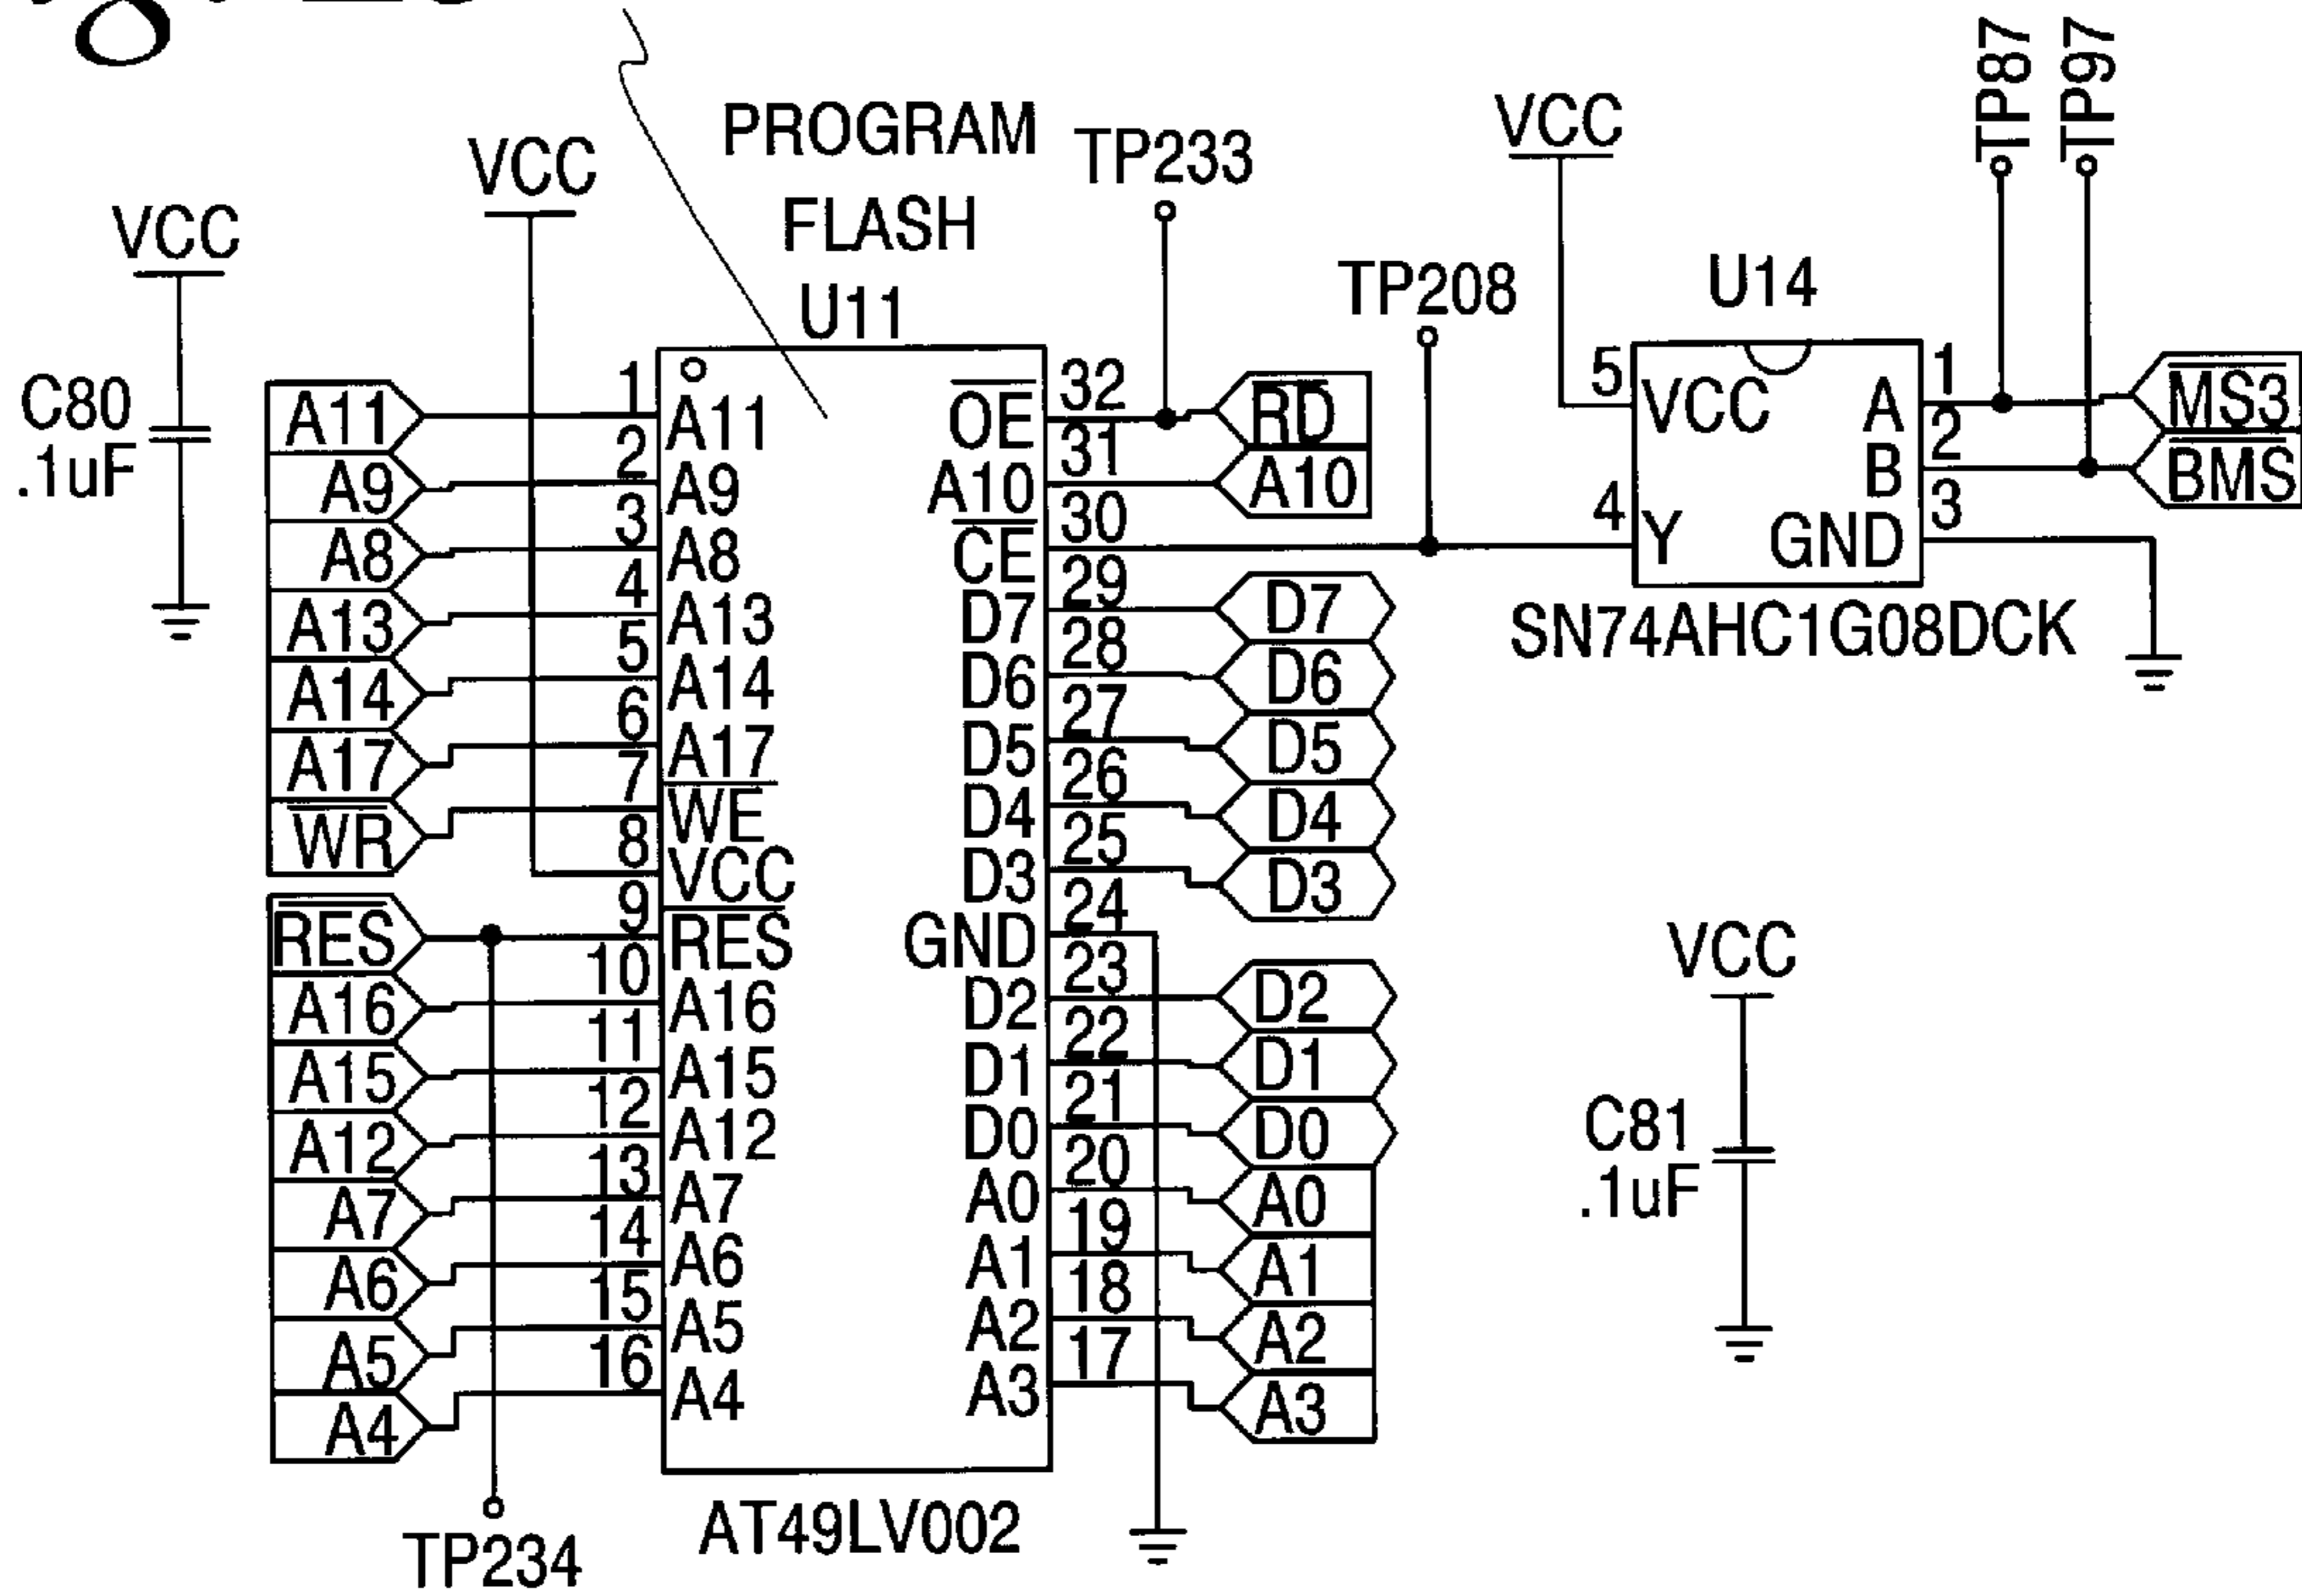 PROGRAM
FLASH
U11
VCC
VCC
C80
.1uF
TP233
TP208
VCC
U14
TP87
TP97
A11 1 A11
A9 2 A9
A8 3 A8
A13 4 A13
A14 5 A14
A17 6 A17
WR 7 WE
8 VCC
RES 9 RES
A16 10 A16
A15 11 A15
A12 12 A12
A7 13 A7
A6 14 A6
A5 15 A5
A4 16 A4
OE 32 RD
A10 31 A10
CE 30
D7 29 D7
D6 28 D6
D5 27 D5
D4 26 D4
D3 25 D3
GND 24
D2 23 D2
D1 22 D1
D0 21 D0
A0 20 A0
A1 19 A1
A2 18 A2
A3 17 A3
TP234
AT49LV002
5 VCC A 1 MS3
B 2 BMS
4 Y GND 3
SN74AHC1G08DCK
VCC
C81
.1uF